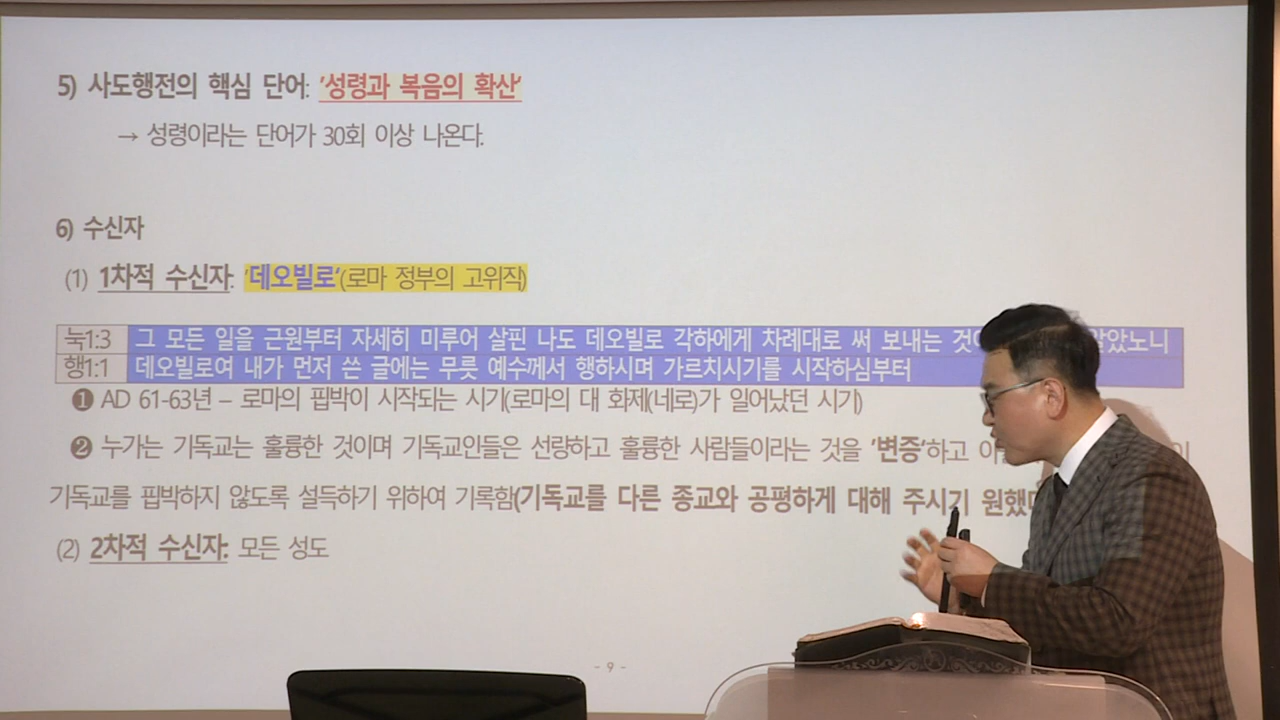 5) 사도행전의 핵심 단어: '성령과 복음의 확산'
→ 성령이라는 단어가 30회 이상 나온다.
6) 수신자
(1) 1차적 수신자: '데오빌로'(로마 정부의 고위직)
눅1:3 그 모든 일을 근원부터 자세히 미루어 살핀 나도 데오빌로 각하에게 차례대로 써 보내는
행1:1 데오빌로여 내가 먼저 쓴 글에는 무릇 예수께서 행하시며 가르치시기를 시작하심부터
❶ AD 61-63년 – 로마의 핍박이 시작되는 시기(로마의 대 화제(네로)가 일어났던 시기)
❷ 누가는 기독교는 훌륭한 것이며 기독교인들은 선량하고 훌륭한 사람들이라는 것을 '변증'하고
기독교를 핍박하지 않도록 설득하기 위하여 기록함(기독교를 다른 종교와 공평하게 대해 주시기
(2) 2차적 수신자: 모든 성도
- 9 -